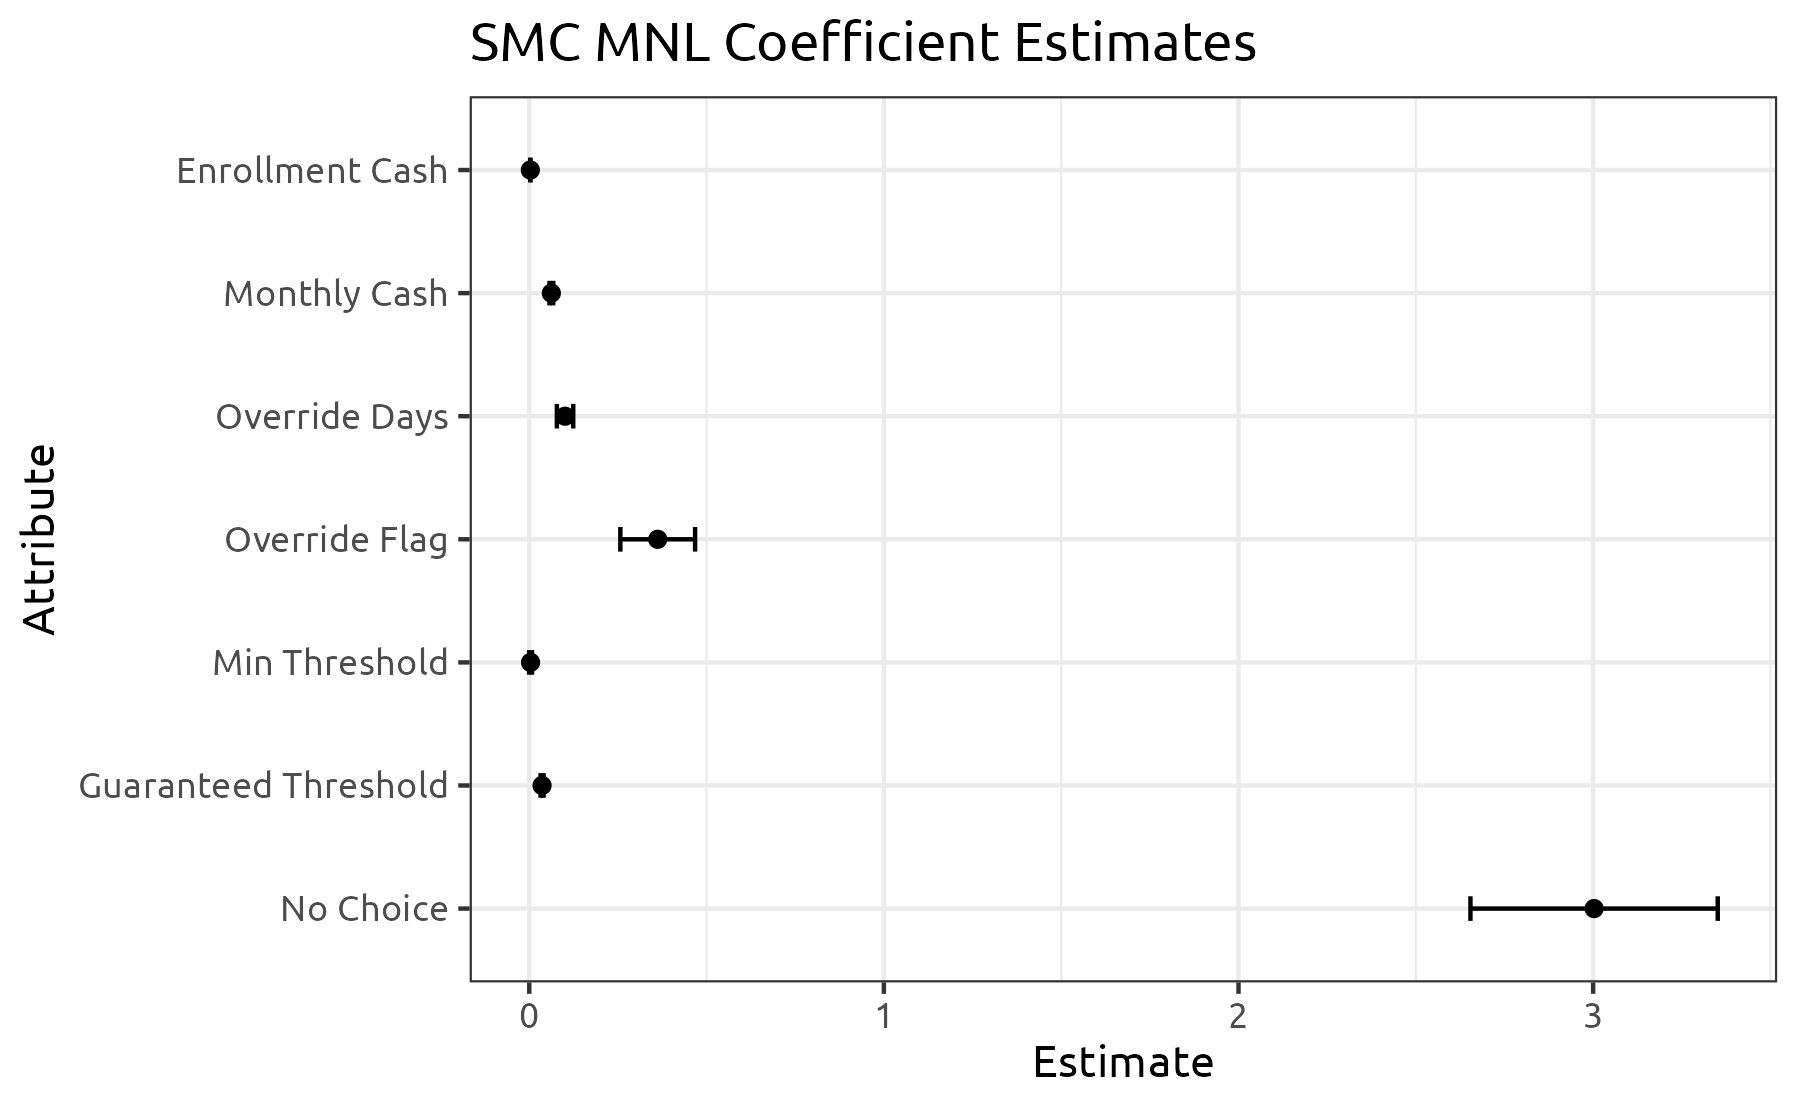 SMC MNL Coefficient Estimates
Attribute
Enrollment Cash
Monthly Cash
Override Days
Override Flag
Min Threshold
Guaranteed Threshold
No Choice
0 1 2 3
Estimate